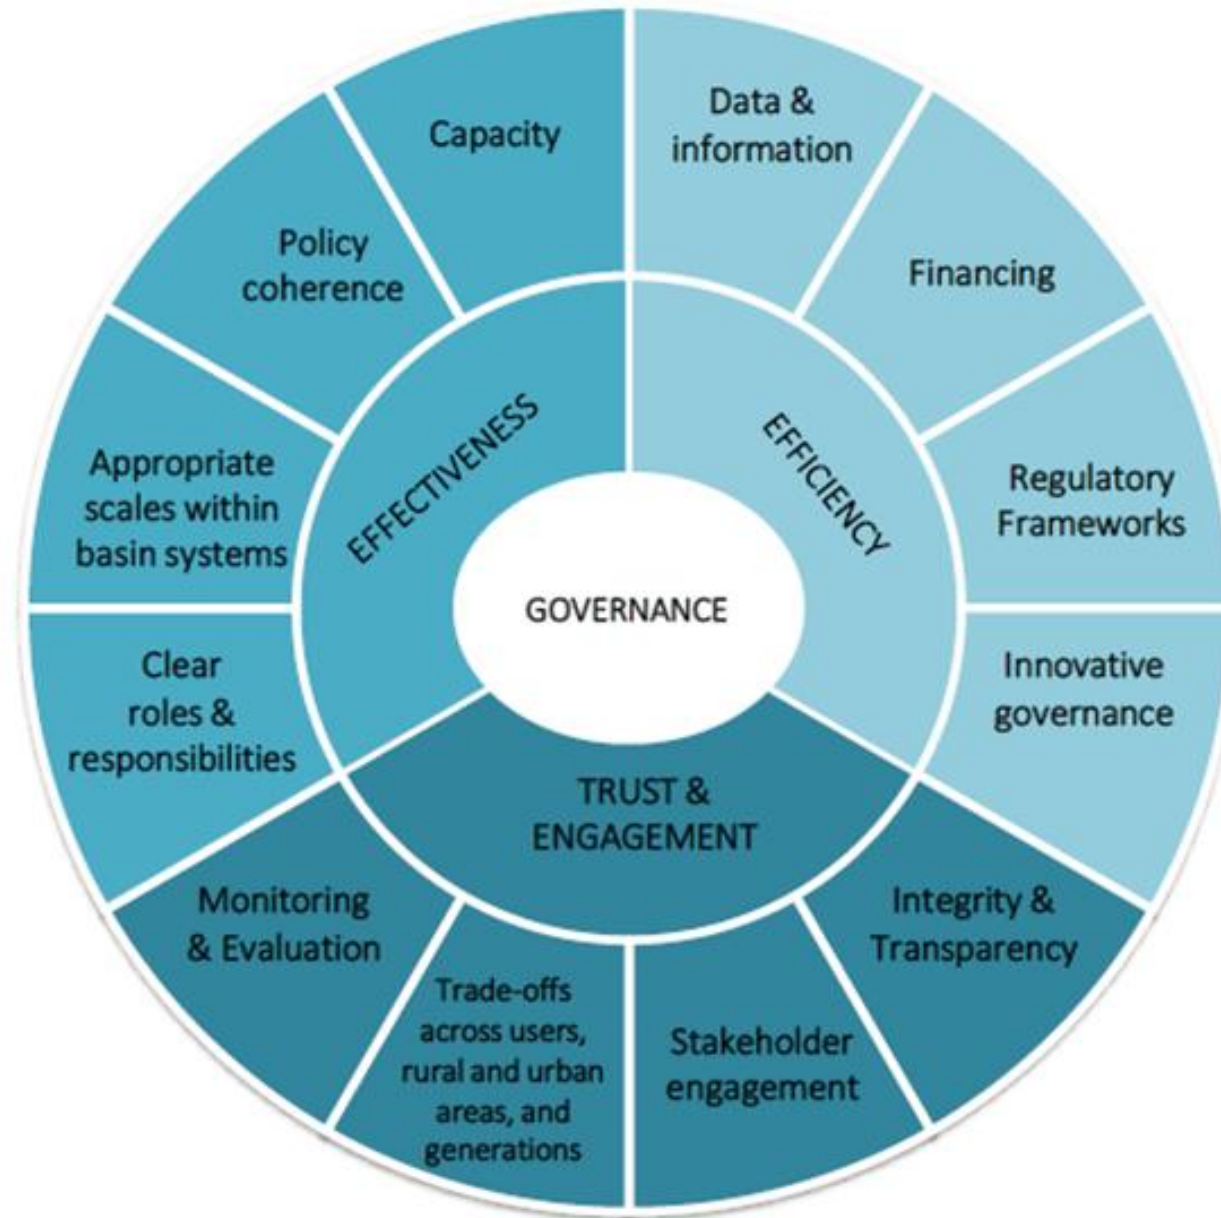 Capacity
Data &
information
Policy
coherence
Financing
Appropriate
scales within
basin systems
Regulatory
Frameworks
EFFECTIVENESS
EFFICIENCY
GOVERNANCE
Clear
roles &
responsibilities
Innovative
governance
TRUST &
ENGAGEMENT
Monitoring
& Evaluation
Integrity &
Transparency
Trade-offs
across users,
rural and urban
areas, and
generations
Stakeholder
engagement